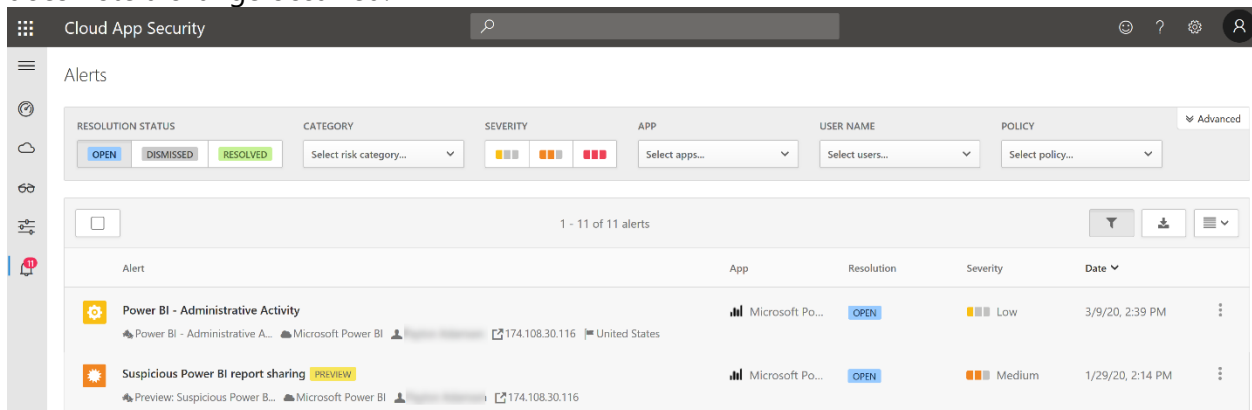 Cloud App Security
?
Alerts
RESOLUTION STATUS CATEGORY SEVERITY APP USER NAME POLICY Advanced
OPEN DISMISSED RESOLVED Select risk category... Select apps... Select users... Select policy...
1 - 11 of 11 alerts
11
Alert App Resolution Severity Date
Power BI - Administrative Activity Microsoft Po... OPEN Low 3/9/20, 2:39 PM
Power BI - Administrative A... Microsoft Power BI 174.108.30.116 United States
Suspicious Power BI report sharing PREVIEW Microsoft Po... OPEN Medium 1/29/20, 2:14 PM
Preview: Suspicious Power B... Microsoft Power BI 174.108.30.116